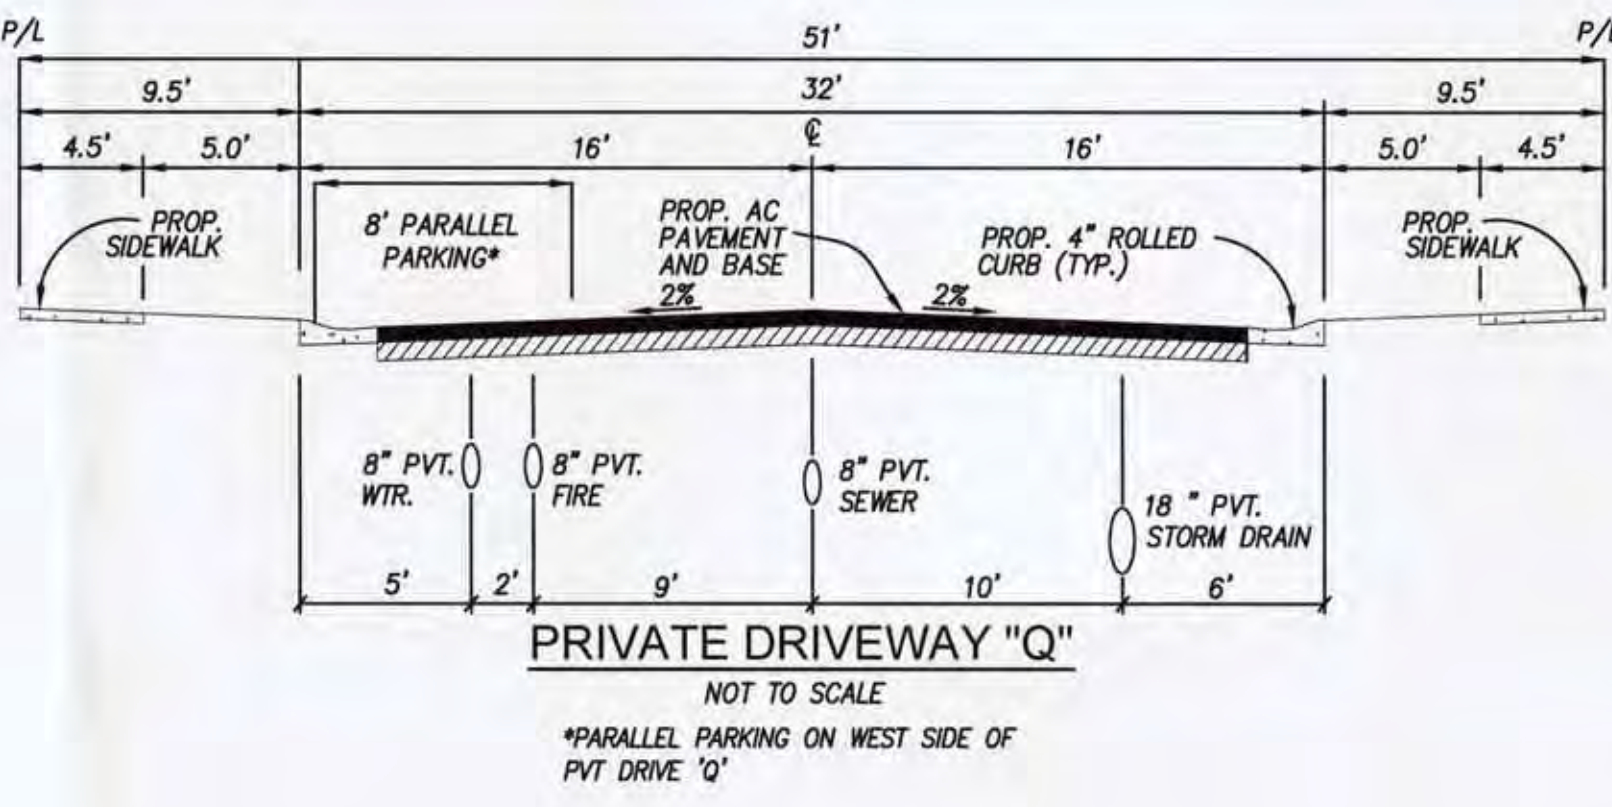 P/L
51'
P/L
9.5'
32'
9.5'
4.5'
5.0'
16'
℄
16'
5.0'
4.5'
PROP.
SIDEWALK
8' PARALLEL
PARKING*
PROP. AC
PAVEMENT
AND BASE
PROP. 4" ROLLED
CURB (TYP.)
PROP.
SIDEWALK
2%
2%
8" PVT.
WTR.
8" PVT.
FIRE
8" PVT.
SEWER
18 " PVT.
STORM DRAIN
5'
2'
9'
10'
6'
PRIVATE DRIVEWAY "Q"
NOT TO SCALE
*PARALLEL PARKING ON WEST SIDE OF
PVT DRIVE 'Q'